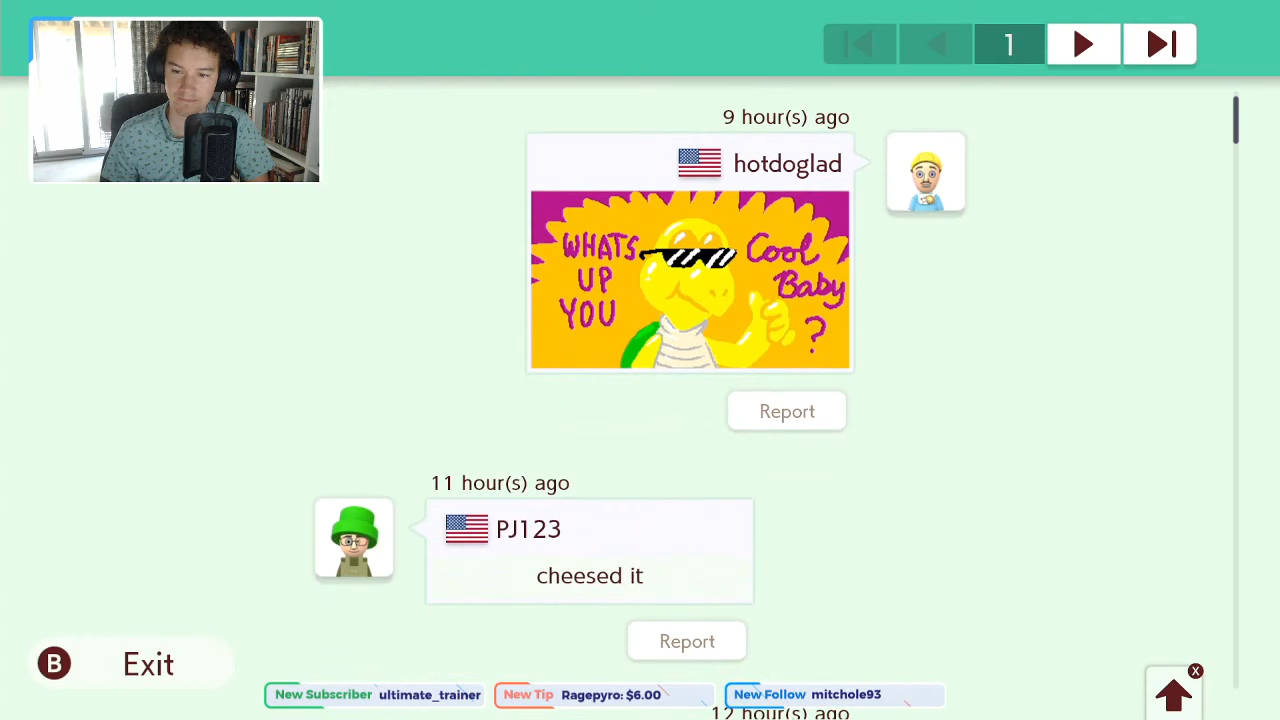 1
9 hour(s) ago
hotdoglad
WHATS UP YOU
Cool Baby ?
Report
11 hour(s) ago
PJ123
cheesed it
Report
B Exit
X
New Subscriber ultimate_trainer
New Tip Ragepyro: $6.00
New Follow mitchole93
12 hour(s) ago